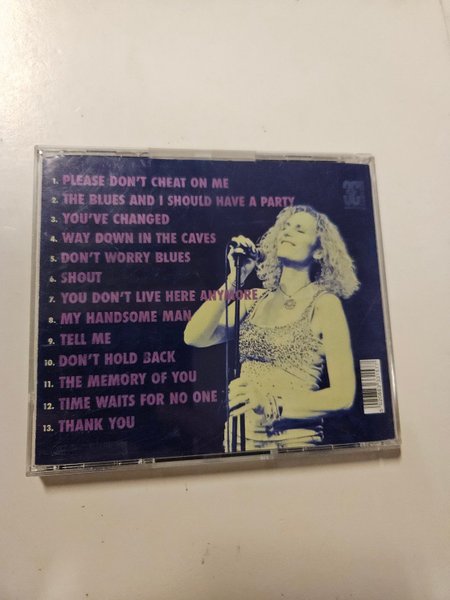 1. PLEASE DON'T CHEAT ON ME
2. THE BLUES AND I SHOULD HAVE A PARTY
3. YOU'VE CHANGED
4. WAY DOWN IN THE CAVES
5. DON'T WORRY BLUES
6. SHOUT
7. YOU DON'T LIVE HERE ANYMORE
8. MY HANDSOME MAN
9. TELL ME
10. DON'T HOLD BACK
11. THE MEMORY OF YOU
12. TIME WAITS FOR NO ONE
13. THANK YOU